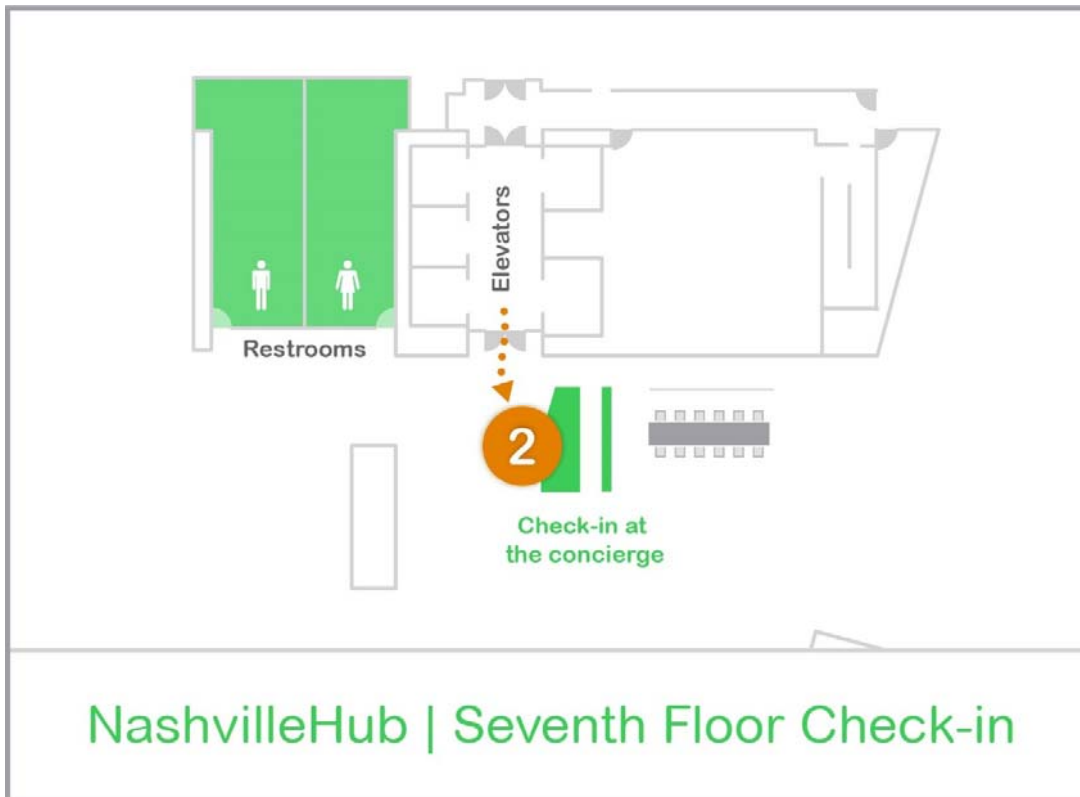 Elevators
Restrooms
2
Check-in at
the concierge
NashvilleHub | Seventh Floor Check-in